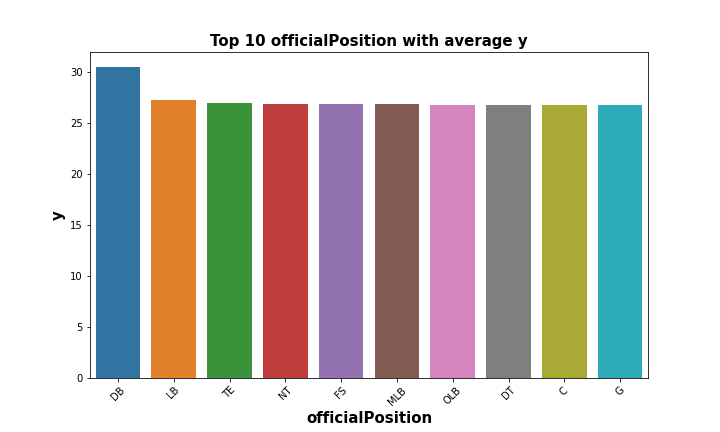 Top 10 officialPosition with average y
y
30
25
20
15
10
5
0
DB
LB
TE
NT
FS
MLB
OLB
DT
C
G
officialPosition